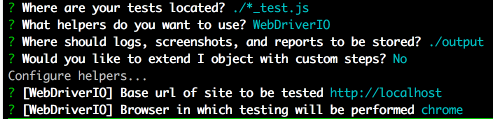 ? Where are your tests located? ./*_test.js
? What helpers do you want to use? WebDriverIO
? Where should logs, screenshots, and reports to be stored? ./output
? Would you like to extend I object with custom steps? No
Configure helpers...
? [WebDriverIO] Base url of site to be tested http://localhost
? [WebDriverIO] Browser in which testing will be performed chrome